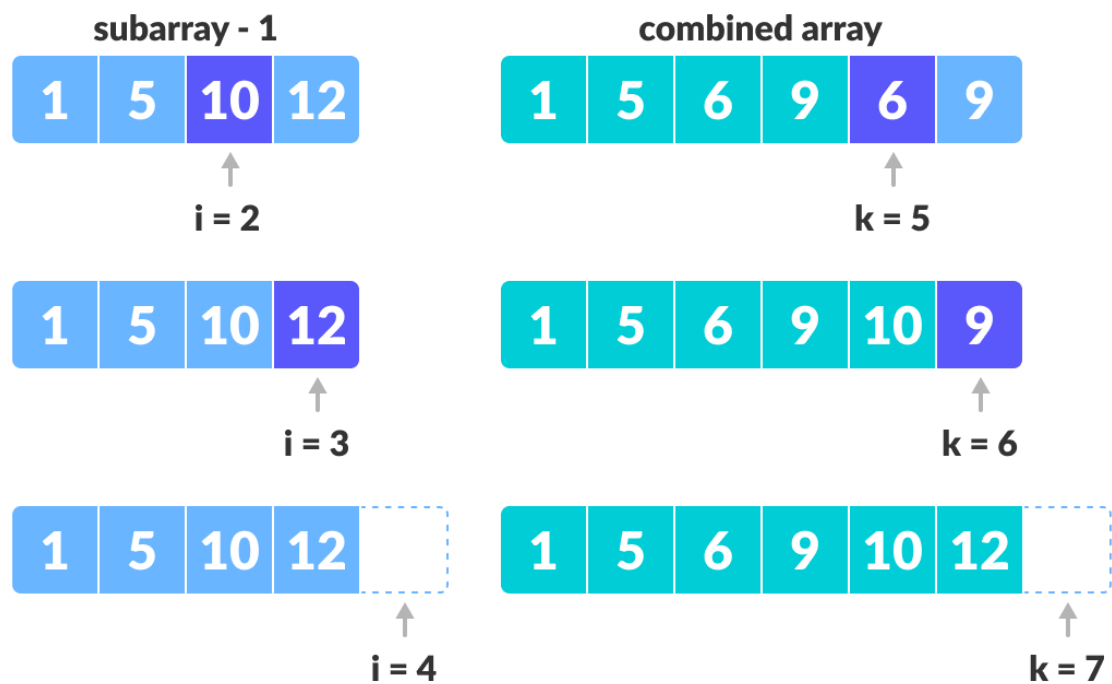 subarray - 1
combined array
1 5 10 12
1 5 6 9 6 9
i = 2
k = 5
1 5 10 12
1 5 6 9 10 9
i = 3
k = 6
1 5 10 12
1 5 6 9 10 12
i = 4
k = 7